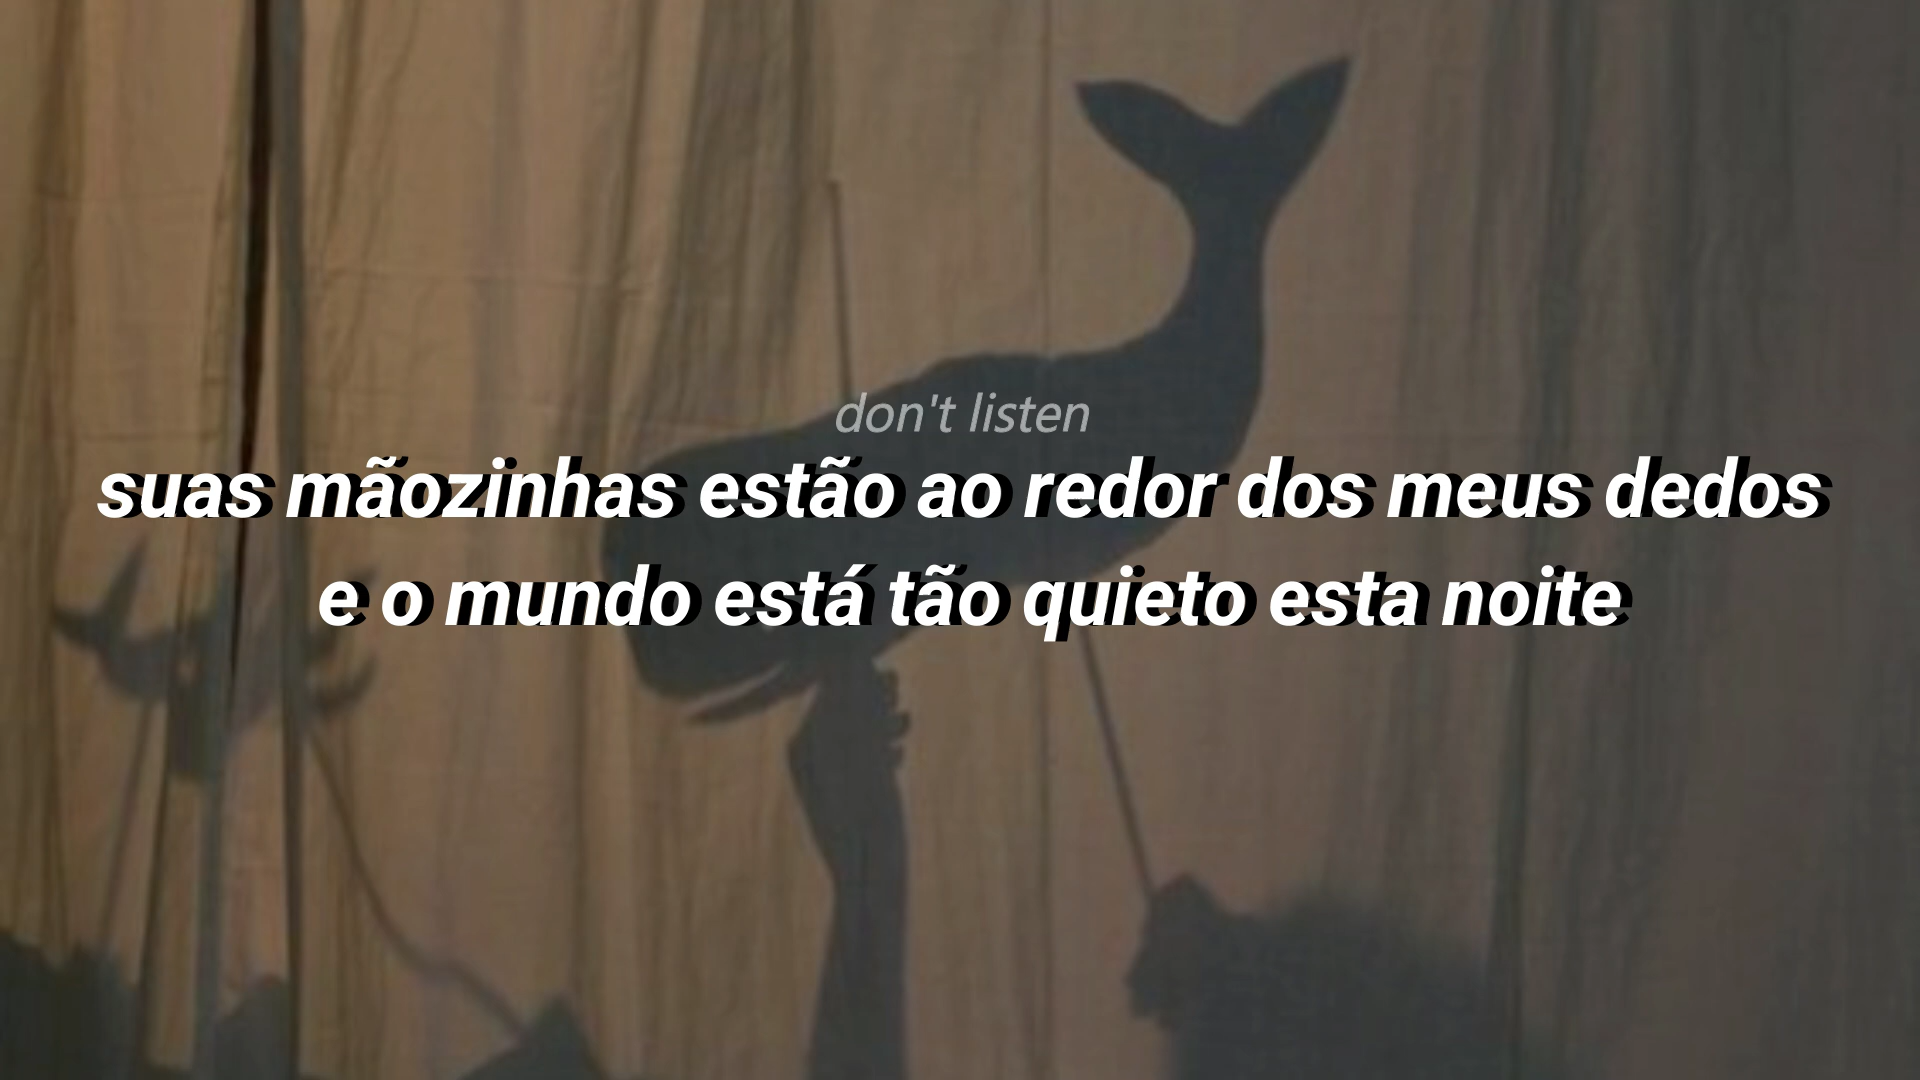 don't listen
suas mãozinhas estão ao redor dos meus dedos
e o mundo está tão quieto esta noite